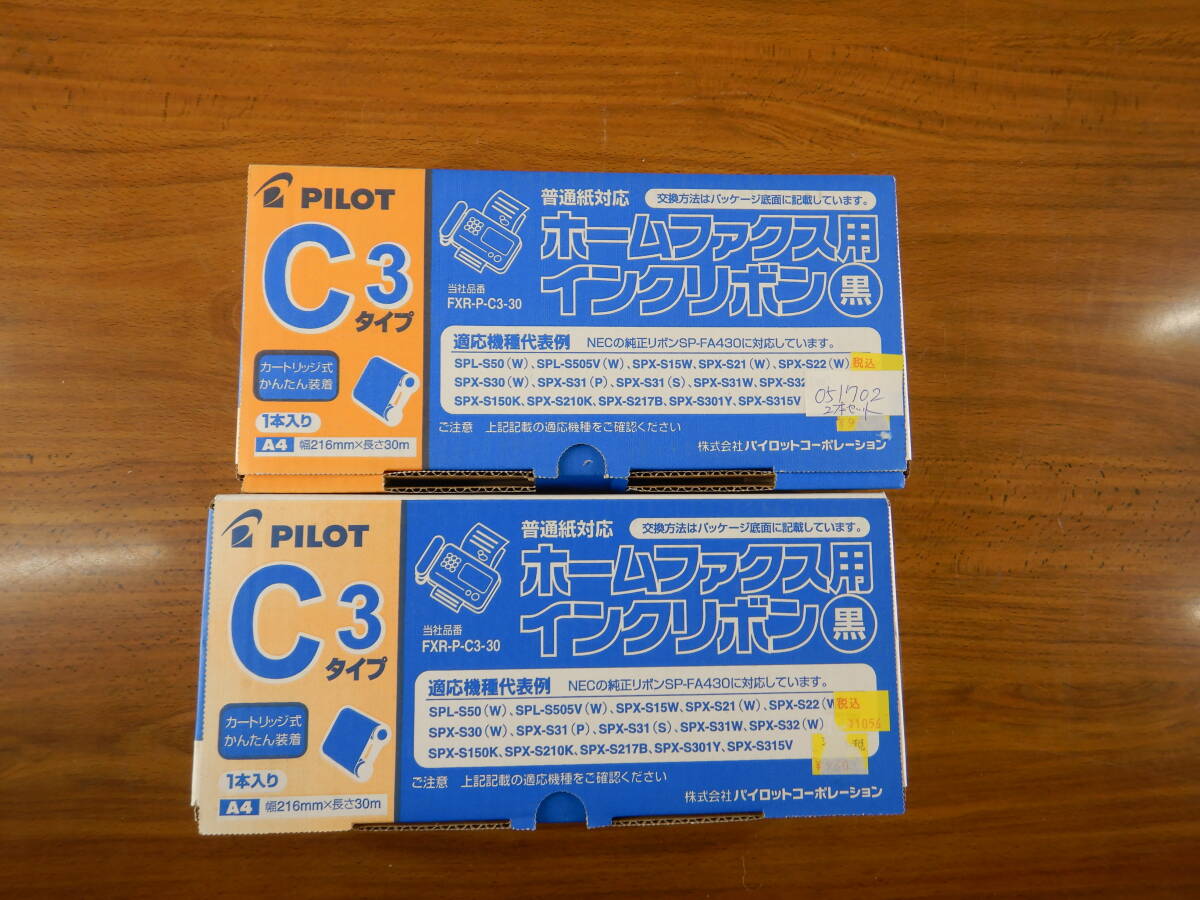 PILOT
C3
タイプ
カートリッジ式
かんたん装着
1本入り
A4 幅216mm×長さ30m
普通紙対応 交換方法はパッケージ底面に記載しています。
ホームファクス用
インクリボン 黒
当社品番
FXR-P-C3-30
適応機種代表例 NECの純正リボンSP-FA430に対応しています。
SPL-S50(W)、SPL-S505V(W)、SPX-S15W、SPX-S21(W)、SPX-S22(W)
SPX-S30(W)、SPX-S31(P)、SPX-S31(S)、SPX-S31W、SPX-S32
SPX-S150K、SPX-S210K、SPX-S217B、SPX-S301Y、SPX-S315V
税込
051702
2本セット
ご注意 上記記載の適応機種をご確認ください
株式会社パイロットコーポレーション
PILOT
C3
タイプ
カートリッジ式
かんたん装着
1本入り
A4 幅216mm×長さ30m
普通紙対応 交換方法はパッケージ底面に記載しています。
ホームファクス用
インクリボン 黒
当社品番
FXR-P-C3-30
適応機種代表例 NECの純正リボンSP-FA430に対応しています。
SPL-S50(W)、SPL-S505V(W)、SPX-S15W、SPX-S21(W)、SPX-S22(W
SPX-S30(W)、SPX-S31(P)、SPX-S31(S)、SPX-S31W、SPX-S32(W)
SPX-S150K、SPX-S210K、SPX-S217B、SPX-S301Y、SPX-S315V
税込
税
ご注意 上記記載の適応機種をご確認ください
株式会社パイロットコーポレーション